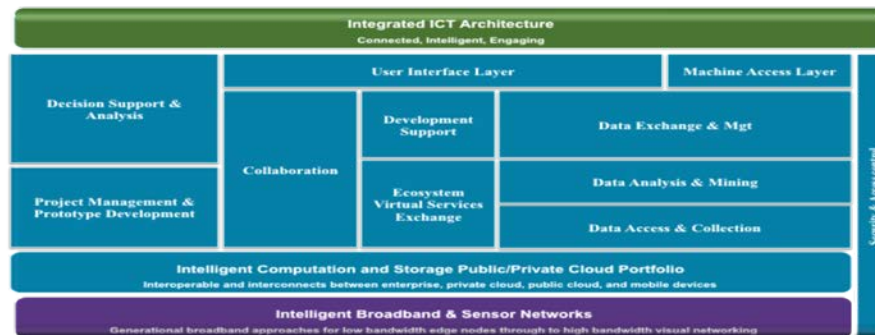 Integrated ICT Architecture
Connected, Intelligent, Engaging
User Interface Layer
Machine Access Layer
Decision Support &
Analysis
Development
Support
Data Exchange & Mgt
Collaboration
Project Management &
Prototype Development
Ecosystem
Virtual Services
Exchange
Data Analysis & Mining
Data Access & Collection
Security & Access control
Intelligent Computation and Storage Public/Private Cloud Portfolio
Interoperable and interconnects between enterprise, private cloud, public cloud, and mobile devices
Intelligent Broadband & Sensor Networks
Generational broadband approaches for low bandwidth edge nodes through to high bandwidth visual networking